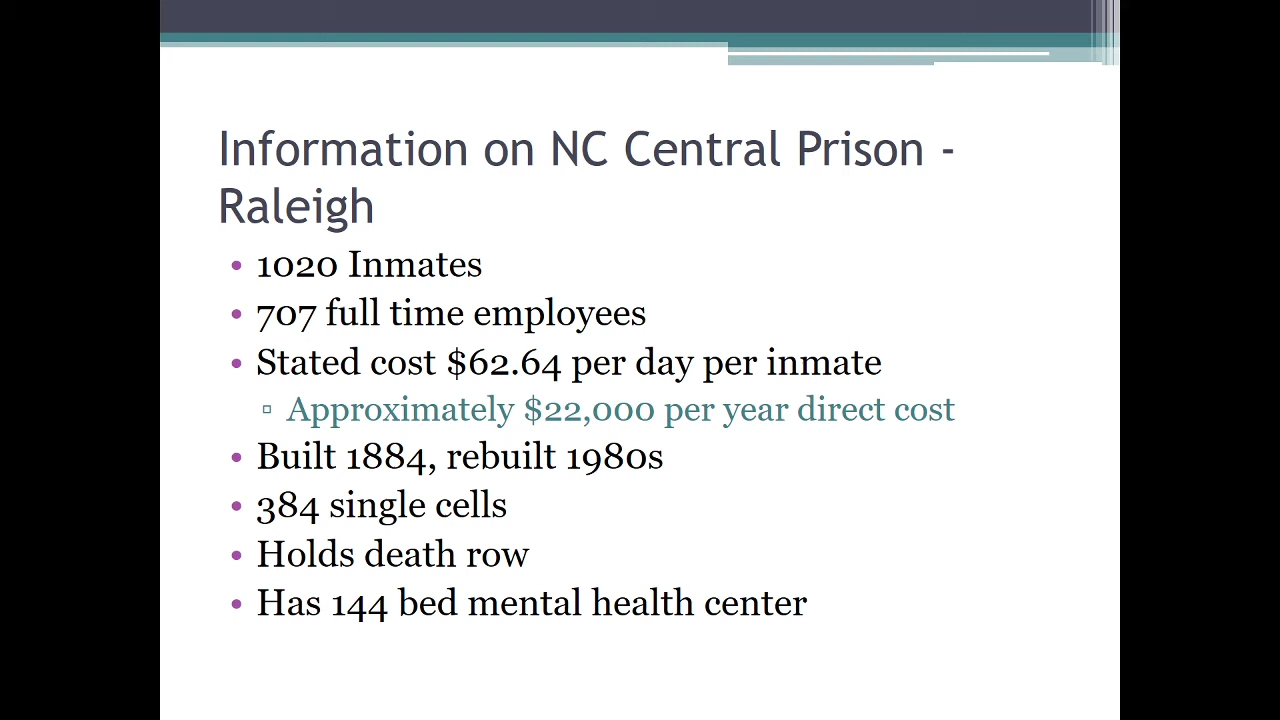 Information on NC Central Prison -
Raleigh
• 1020 Inmates
• 707 full time employees
• Stated cost $62.64 per day per inmate
▫ Approximately $22,000 per year direct cost
• Built 1884, rebuilt 1980s
• 384 single cells
• Holds death row
• Has 144 bed mental health center